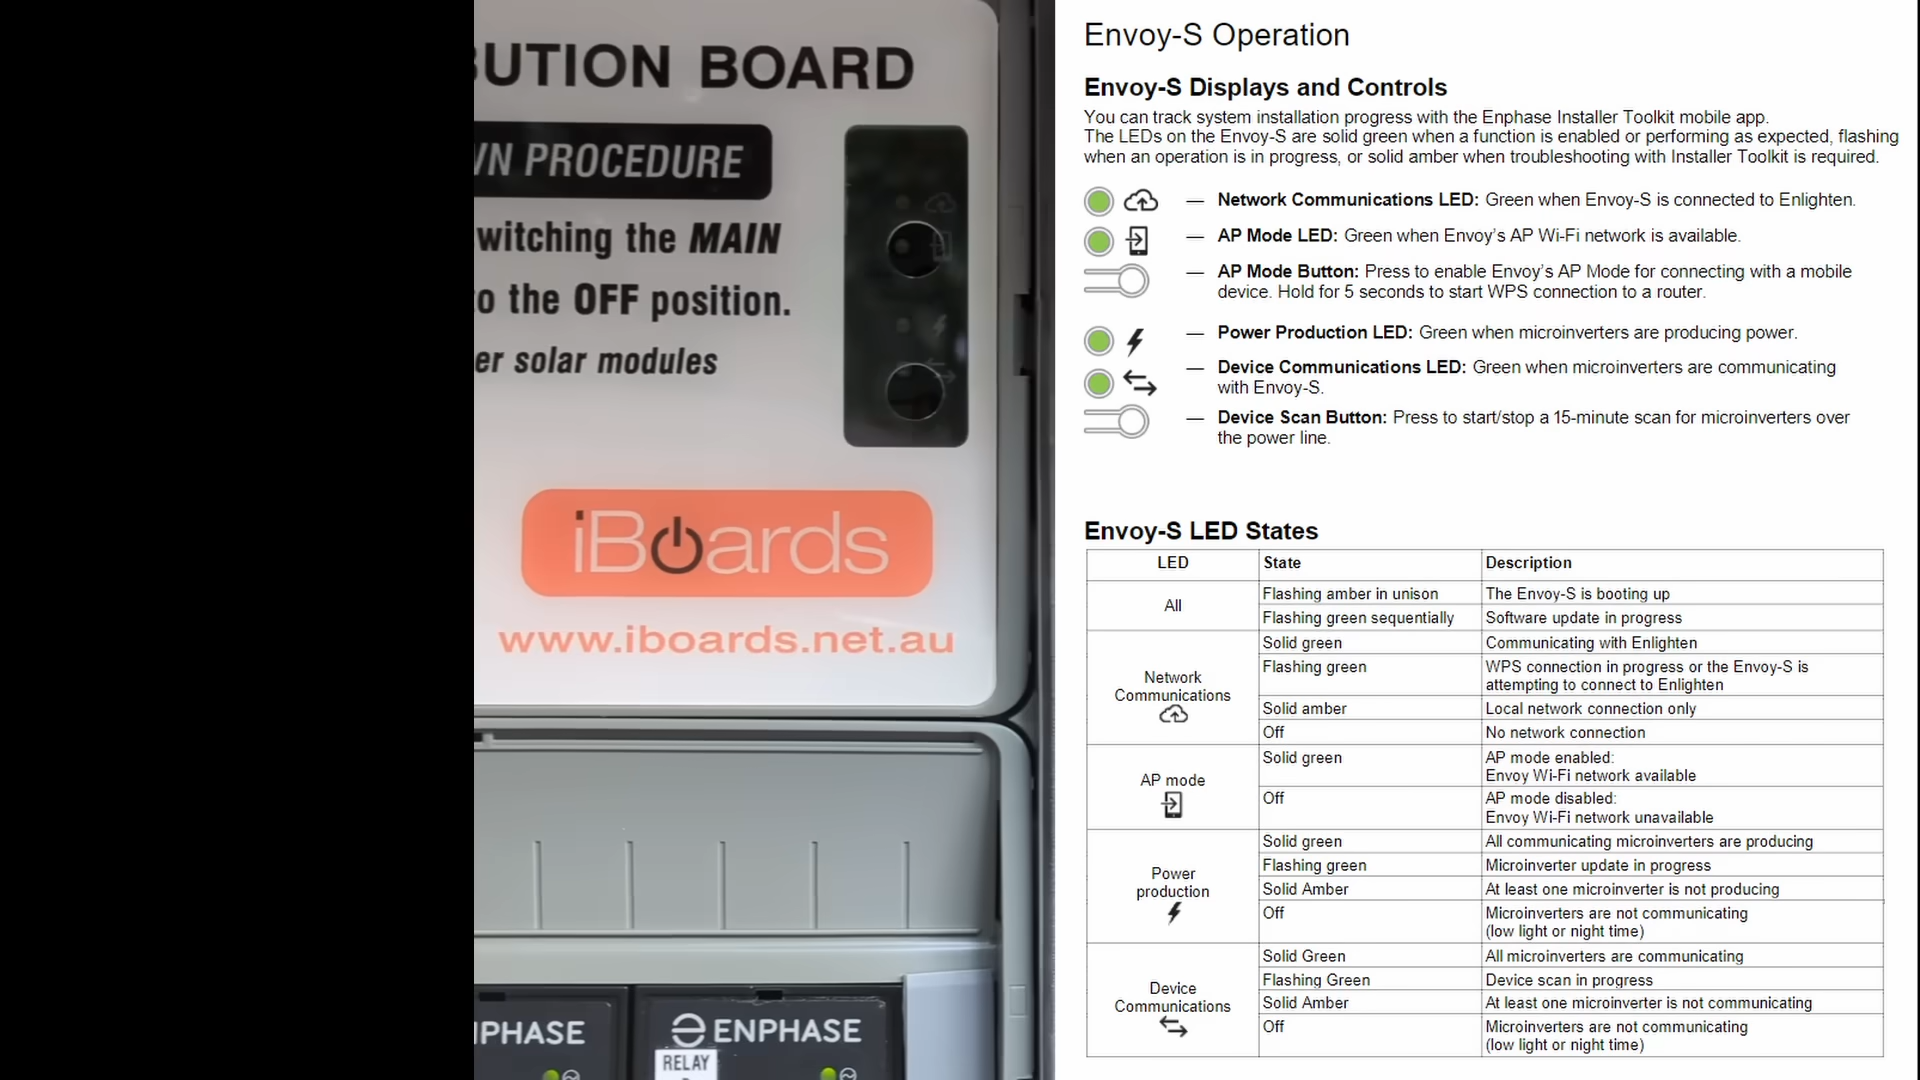 BUTION BOARD
WN PROCEDURE
witching the MAIN
to the OFF position.
er solar modules
iBoards
www.iboards.net.au
NPHASE
ENPHASE
RELAY
Envoy-S Operation
Envoy-S Displays and Controls
You can track system installation progress with the Enphase Installer Toolkit mobile app.
The LEDs on the Envoy-S are solid green when a function is enabled or performing as expected, flashing
when an operation is in progress, or solid amber when troubleshooting with Installer Toolkit is required.
— Network Communications LED: Green when Envoy-S is connected to Enlighten.
— AP Mode LED: Green when Envoy's AP Wi-Fi network is available.
— AP Mode Button: Press to enable Envoy's AP Mode for connecting with a mobile
device. Hold for 5 seconds to start WPS connection to a router.
— Power Production LED: Green when microinverters are producing power.
— Device Communications LED: Green when microinverters are communicating
with Envoy-S.
— Device Scan Button: Press to start/stop a 15-minute scan for microinverters over
the power line.
Envoy-S LED States
LED State Description
All
Flashing amber in unison The Envoy-S is booting up
Flashing green sequentially Software update in progress
Network
Communications
Solid green Communicating with Enlighten
Flashing green WPS connection in progress or the Envoy-S is
attempting to connect to Enlighten
Solid amber Local network connection only
Off No network connection
AP mode
Solid green AP mode enabled:
Envoy Wi-Fi network available
Off AP mode disabled:
Envoy Wi-Fi network unavailable
Power
production
Solid green All communicating microinverters are producing
Flashing green Microinverter update in progress
Solid Amber At least one microinverter is not producing
Off Microinverters are not communicating
(low light or night time)
Device
Communications
Solid Green All microinverters are communicating
Flashing Green Device scan in progress
Solid Amber At least one microinverter is not communicating
Off Microinverters are not communicating
(low light or night time)